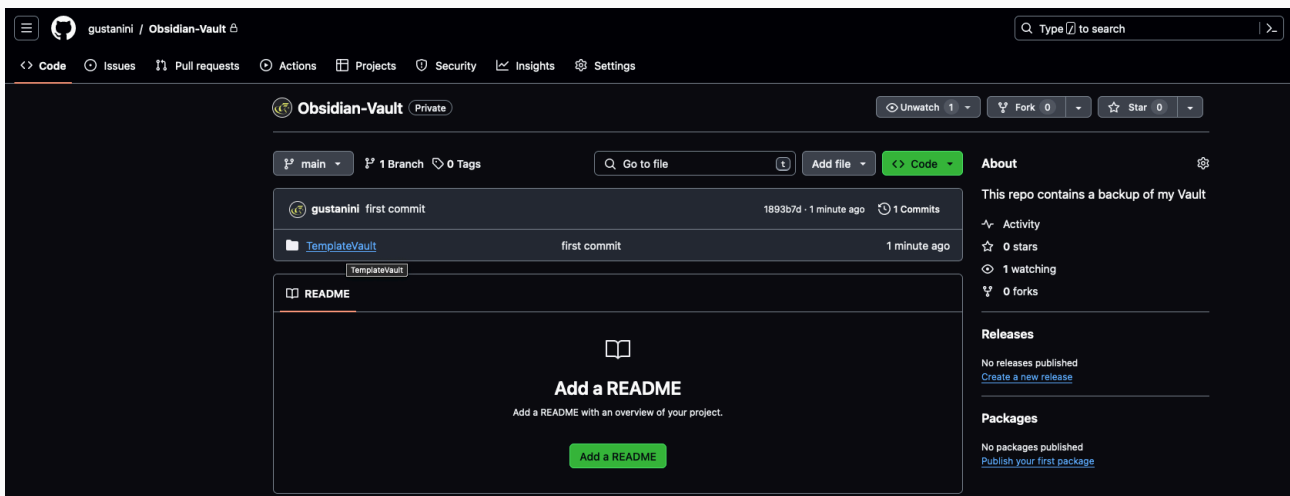 gustanini / Obsidian-Vault
Type / to search
Code Issues Pull requests Actions Projects Security Insights Settings
Obsidian-Vault Private
Unwatch 1 Fork 0 Star 0
main 1 Branch 0 Tags Go to file t Add file Code
gustanini first commit 1893b7d · 1 minute ago 1 Commits
TemplateVault first commit 1 minute ago
TemplateVault
README
Add a README
Add a README with an overview of your project.
Add a README
About
This repo contains a backup of my Vault
Activity
0 stars
1 watching
0 forks
Releases
No releases published
Create a new release
Packages
No packages published
Publish your first package